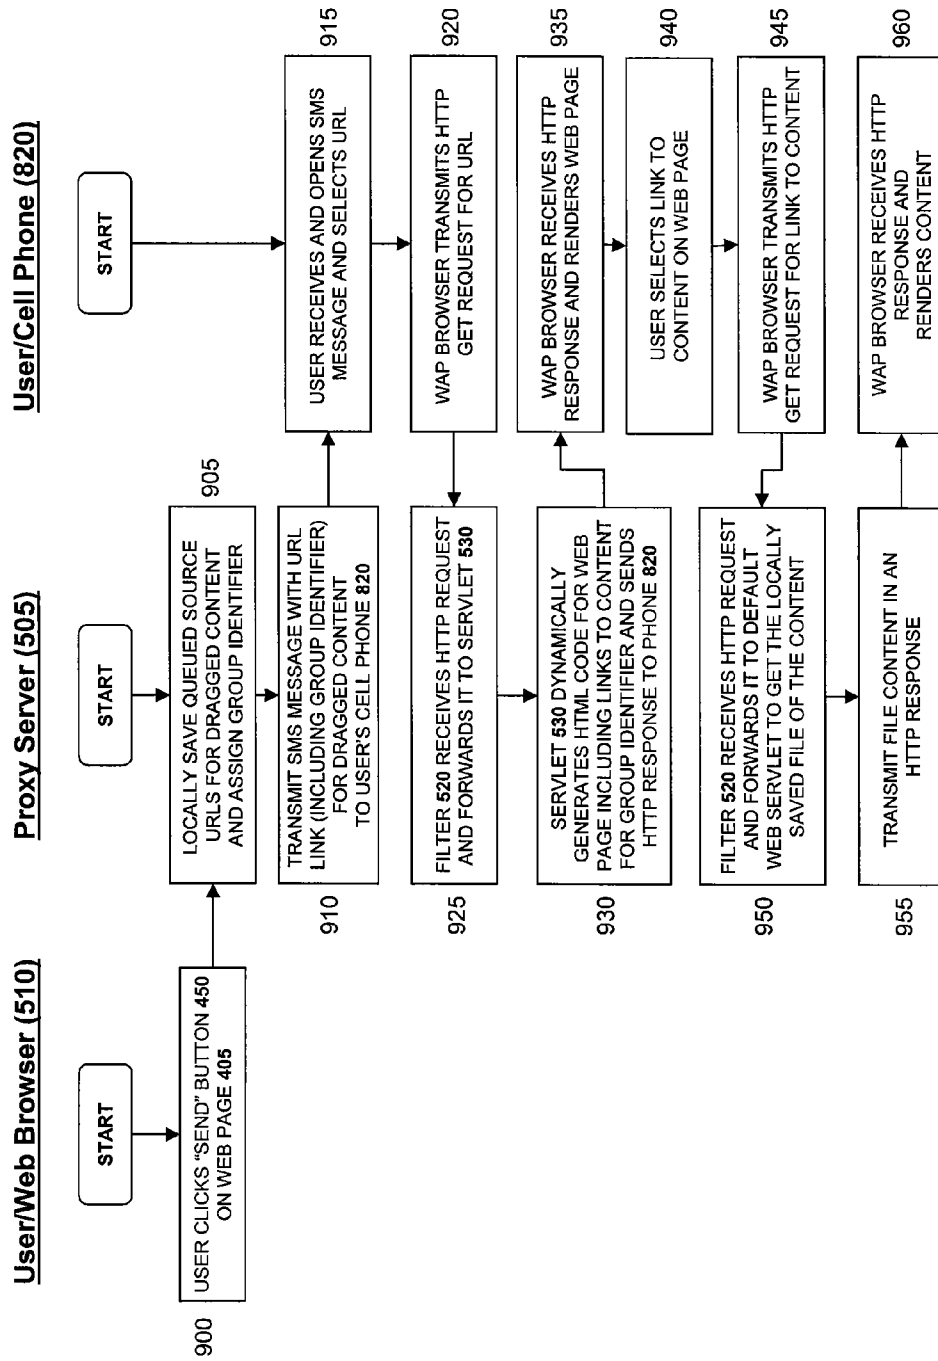 User/Web Browser (510)
START
900
USER CLICKS "SEND" BUTTON 450
ON WEB PAGE 405
Proxy Server (505)
START
905
LOCALLY SAVE QUEUED SOURCE
URLS FOR DRAGGED CONTENT
AND ASSIGN GROUP IDENTIFIER
910
TRANSMIT SMS MESSAGE WITH URL
LINK (INCLUDING GROUP IDENTIFIER)
FOR DRAGGED CONTENT
TO USER'S CELL PHONE 820
925
FILTER 520 RECEIVES HTTP REQUEST
AND FORWARDS IT TO SERVLET 530
930
SERVLET 530 DYNAMICALLY
GENERATES HTML CODE FOR WEB
PAGE INCLUDING LINKS TO CONTENT
FOR GROUP IDENTIFIER AND SENDS
HTTP RESPONSE TO PHONE 820
950
FILTER 520 RECEIVES HTTP REQUEST
AND FORWARDS IT TO DEFAULT
WEB SERVLET TO GET THE LOCALLY
SAVED FILE OF THE CONTENT
955
TRANSMIT FILE CONTENT IN AN
HTTP RESPONSE
User/Cell Phone (820)
START
USER RECEIVES AND OPENS SMS
MESSAGE AND SELECTS URL
915
WAP BROWSER TRANSMITS HTTP
GET REQUEST FOR URL
920
WAP BROWSER RECEIVES HTTP
RESPONSE AND RENDERS WEB PAGE
935
USER SELECTS LINK TO
CONTENT ON WEB PAGE
940
WAP BROWSER TRANSMITS HTTP
GET REQUEST FOR LINK TO CONTENT
945
WAP BROWSER RECEIVES HTTP
RESPONSE AND
RENDERS CONTENT
960